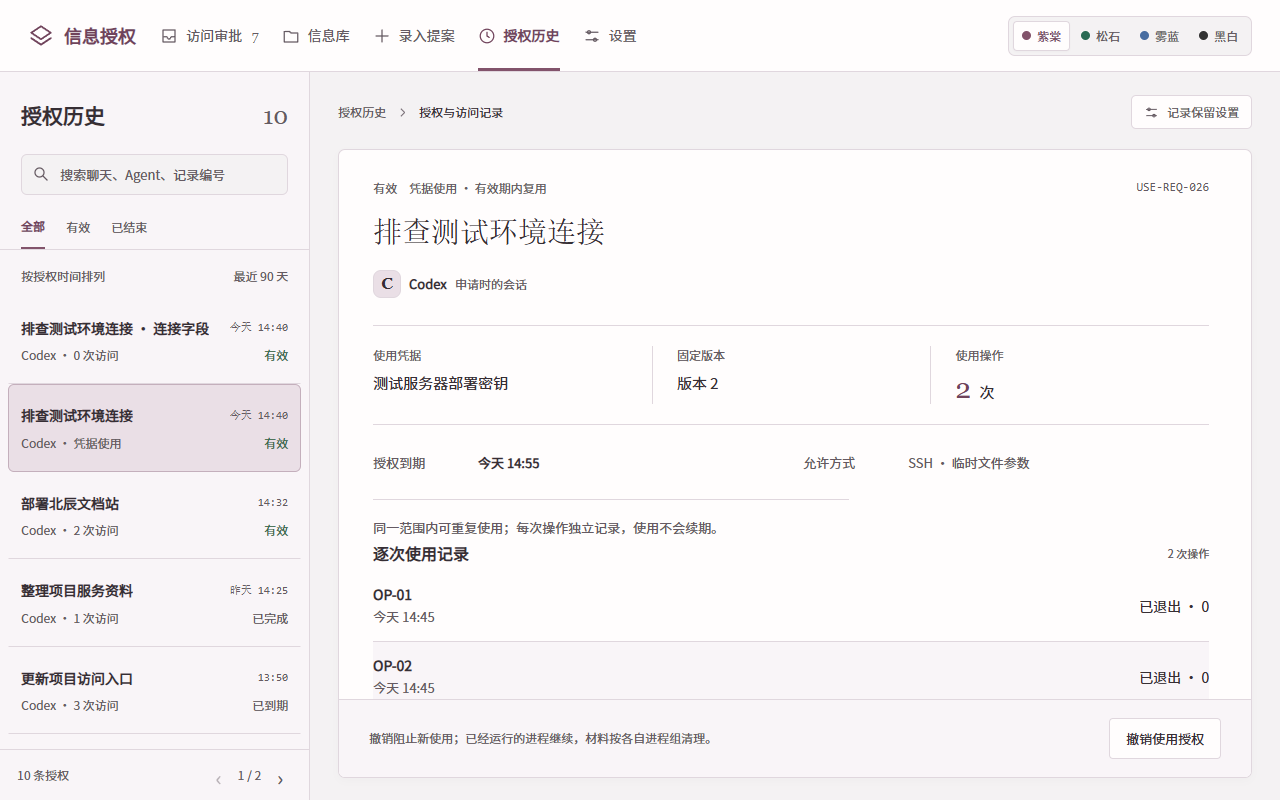 信息授权
访问审批 7
信息库
录入提案
授权历史
设置
紫棠
松石
雾蓝
黑白
授权历史 10
搜索聊天、Agent、记录编号
全部 有效 已结束
按授权时间排列 最近 90 天
排查测试环境连接 · 连接字段 今天 14:40
Codex · 0 次访问 有效
排查测试环境连接 今天 14:40
Codex · 凭据使用 有效
部署北辰文档站 14:32
Codex · 2 次访问 有效
整理项目服务资料 昨天 14:25
Codex · 1 次访问 已完成
更新项目访问入口 13:50
Codex · 3 次访问 已到期
10 条授权 ‹ 1 / 2 ›
授权历史 > 授权与访问记录
记录保留设置
有效 凭据使用 · 有效期内复用 USE-REQ-026
排查测试环境连接
C Codex 申请时的会话
使用凭据 固定版本 使用操作
测试服务器部署密钥 版本 2 2 次
授权到期 今天 14:55 允许方式 SSH · 临时文件参数
同一范围内可重复使用；每次操作独立记录，使用不会续期。
逐次使用记录 2 次操作
OP-01
今天 14:45 已退出 · 0
OP-02
今天 14:45 已退出 · 0
撤销阻止新使用；已经运行的进程继续，材料按各自进程组清理。
撤销使用授权